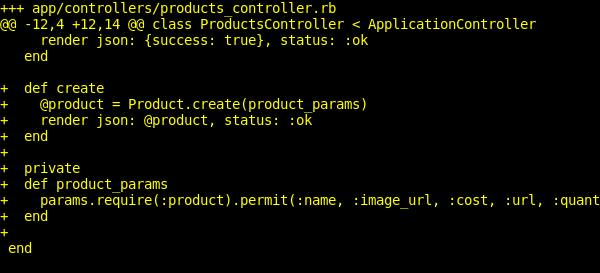 +++ app/controllers/products_controller.rb
@@ -12,4 +12,14 @@ class ProductsController < ApplicationController
     render json: {success: true}, status: :ok
   end

+  def create
+    @product = Product.create(product_params)
+    render json: @product, status: :ok
+  end
+
+  private
+  def product_params
+    params.require(:product).permit(:name, :image_url, :cost, :url, :quant
+  end
+
 end